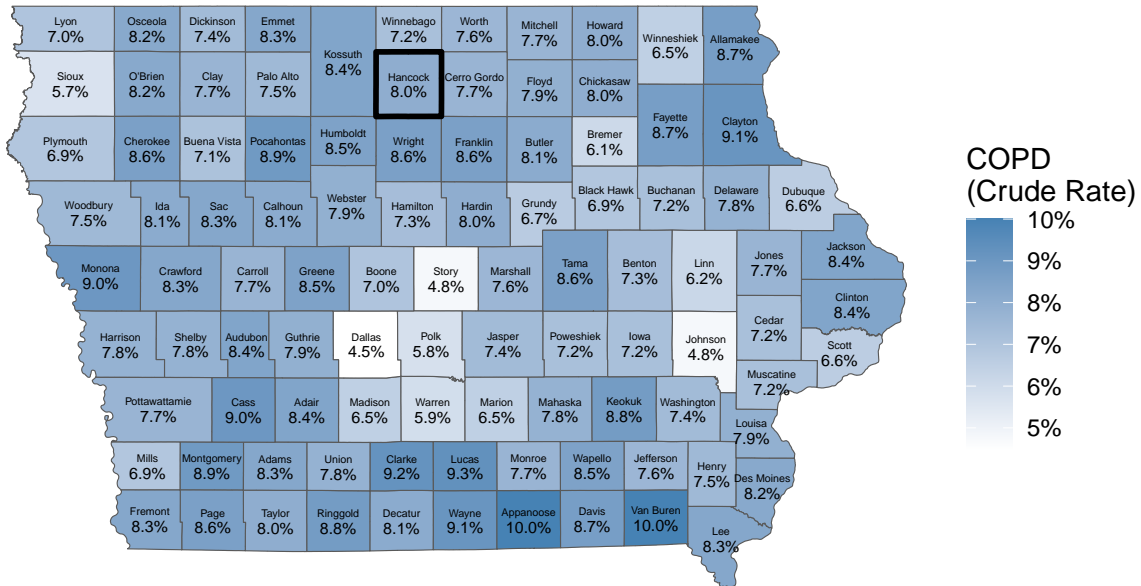 Lyon
7.0%
Osceola
8.2%
Dickinson
7.4%
Emmet
8.3%
Kossuth
8.4%
Winnebago
7.2%
Worth
7.6%
Mitchell
7.7%
Howard
8.0%
Winneshiek
6.5%
Allamakee
8.7%
Sioux
5.7%
O'Brien
8.2%
Clay
7.7%
Palo Alto
7.5%
Hancock
8.0%
Cerro Gordo
7.7%
Floyd
7.9%
Chickasaw
8.0%
Fayette
8.7%
Clayton
9.1%
Plymouth
6.9%
Cherokee
8.6%
Buena Vista
7.1%
Pocahontas
8.9%
Humboldt
8.5%
Wright
8.6%
Franklin
8.6%
Butler
8.1%
Bremer
6.1%
Woodbury
7.5%
Ida
8.1%
Sac
8.3%
Calhoun
8.1%
Webster
7.9%
Hamilton
7.3%
Hardin
8.0%
Grundy
6.7%
Black Hawk
6.9%
Buchanan
7.2%
Delaware
7.8%
Dubuque
6.6%
Monona
9.0%
Crawford
8.3%
Carroll
7.7%
Greene
8.5%
Boone
7.0%
Story
4.8%
Marshall
7.6%
Tama
8.6%
Benton
7.3%
Linn
6.2%
Jones
7.7%
Jackson
8.4%
Clinton
8.4%
Harrison
7.8%
Shelby
7.8%
Audubon
8.4%
Guthrie
7.9%
Dallas
4.5%
Polk
5.8%
Jasper
7.4%
Poweshiek
7.2%
Iowa
7.2%
Johnson
4.8%
Cedar
7.2%
Scott
6.6%
Muscatine
7.2%
Pottawattamie
7.7%
Cass
9.0%
Adair
8.4%
Madison
6.5%
Warren
5.9%
Marion
6.5%
Mahaska
7.8%
Keokuk
8.8%
Washington
7.4%
Louisa
7.9%
Mills
6.9%
Montgomery
8.9%
Adams
8.3%
Union
7.8%
Clarke
9.2%
Lucas
9.3%
Monroe
7.7%
Wapello
8.5%
Jefferson
7.6%
Henry
7.5%
Des Moines
8.2%
Fremont
8.3%
Page
8.6%
Taylor
8.0%
Ringgold
8.8%
Decatur
8.1%
Wayne
9.1%
Appanoose
10.0%
Davis
8.7%
Van Buren
10.0%
Lee
8.3%
COPD
(Crude Rate)
10%
9%
8%
7%
6%
5%